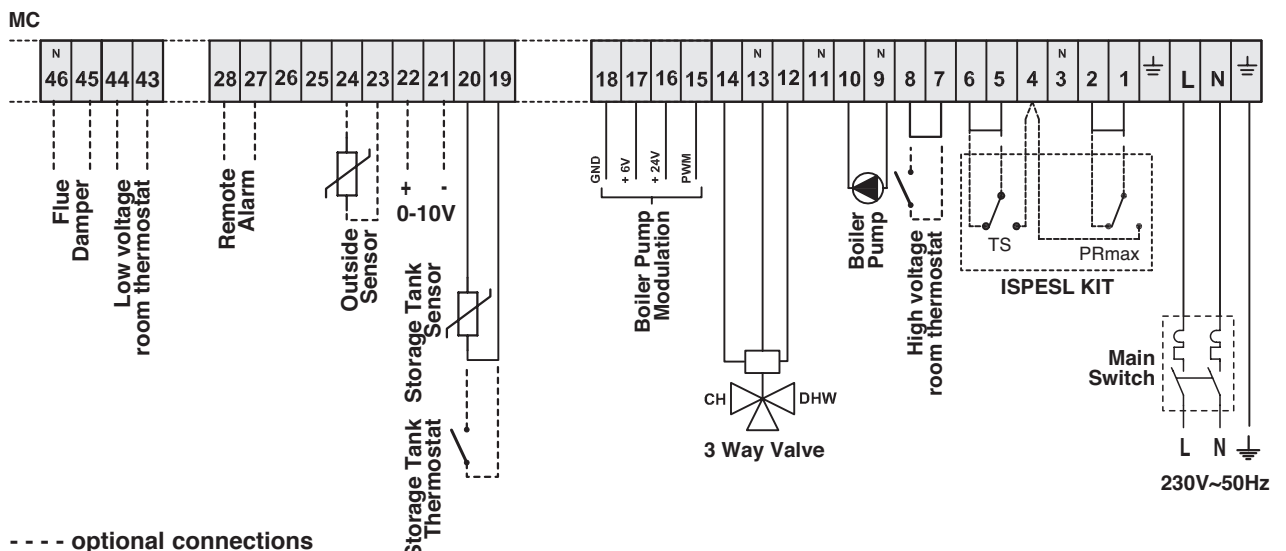 MC
N N N N N
46 45 44 43 28 27 26 25 24 23 22 21 20 19 18 17 16 15 14 13 12 11 10 9 8 7 6 5 4 3 2 1 L N
Flue
Damper
Low voltage
room thermostat
Remote
Alarm
Outside
Sensor
+ -
0-10V
Storage Tank
Sensor
Storage Tank
Thermostat
GND
+ 6V
+ 24V
PWM
Boiler Pump
Modulation
CH
DHW
3 Way Valve
Boiler
Pump
High voltage
room thermostat
TS
PRmax
ISPESL KIT
Main
Switch
L N
230V~50Hz
- - - - optional connections